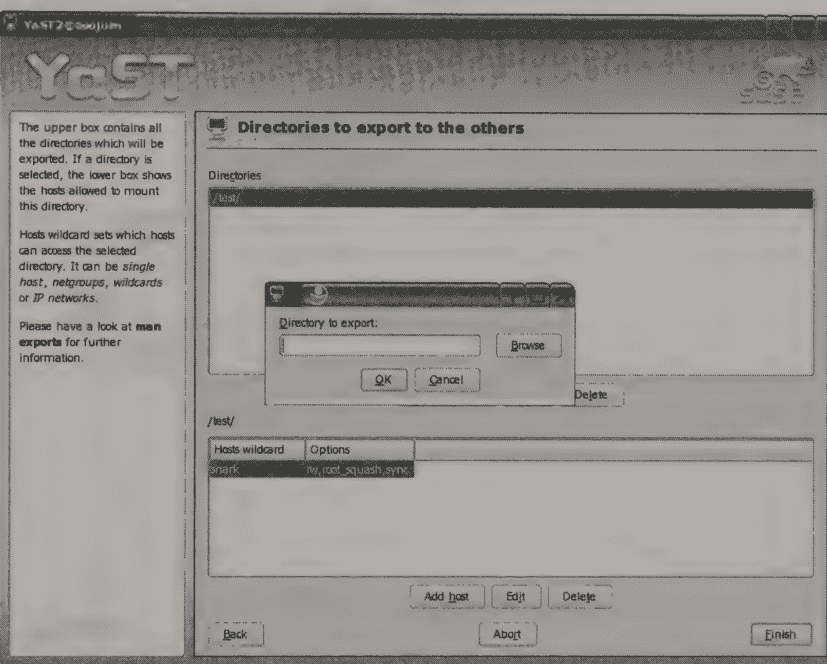 YaST
The upper box contains all
the directories which will be
exported. If a directory is
selected, the lower box shows
the hosts allowed to mount
this directory.
Hosts wildcard sets which hosts
can access the selected
directory. It can be single
host, netgroups, wildcards
or IP networks.
Please have a look at man
exports for further
information.
Directories to export to the others
Directories
/test/
Directory to export:
Browse
OK Cancel
Delete
/test/
Hosts wildcard Options
snark rw,root_squash,sync
Add host Edit Delete
Back Abort Finish